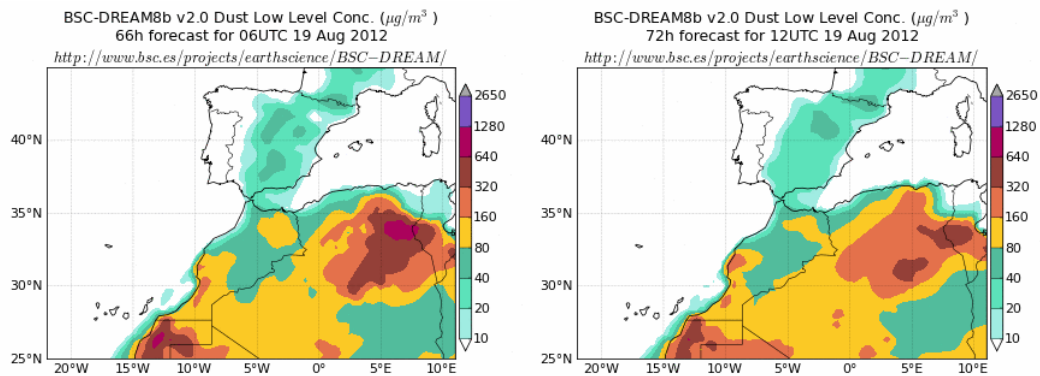 BSC-DREAM8b v2.0 Dust Low Level Conc. (µg/m³ )
66h forecast for 06UTC 19 Aug 2012
http://www.bsc.es/projects/earthscience/BSC−DREAM/
40°N
35°N
30°N
25°N
20°W
15°W
10°W
5°W
0°
5°E
10°E
2650
1280
640
320
160
80
40
20
10
BSC-DREAM8b v2.0 Dust Low Level Conc. (µg/m³ )
72h forecast for 12UTC 19 Aug 2012
http://www.bsc.es/projects/earthscience/BSC−DREAM/
40°N
35°N
30°N
25°N
20°W
15°W
10°W
5°W
0°
5°E
10°E
2650
1280
640
320
160
80
40
20
10